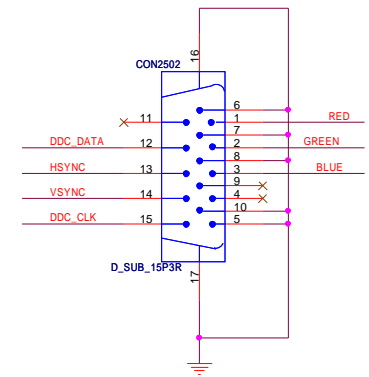 16
CON2502
6
11
1
RED
7
DDC_DATA
12
2
GREEN
8
HSYNC
13
3
BLUE
9
VSYNC
14
4
10
DDC_CLK
15
5
D_SUB_15P3R
17